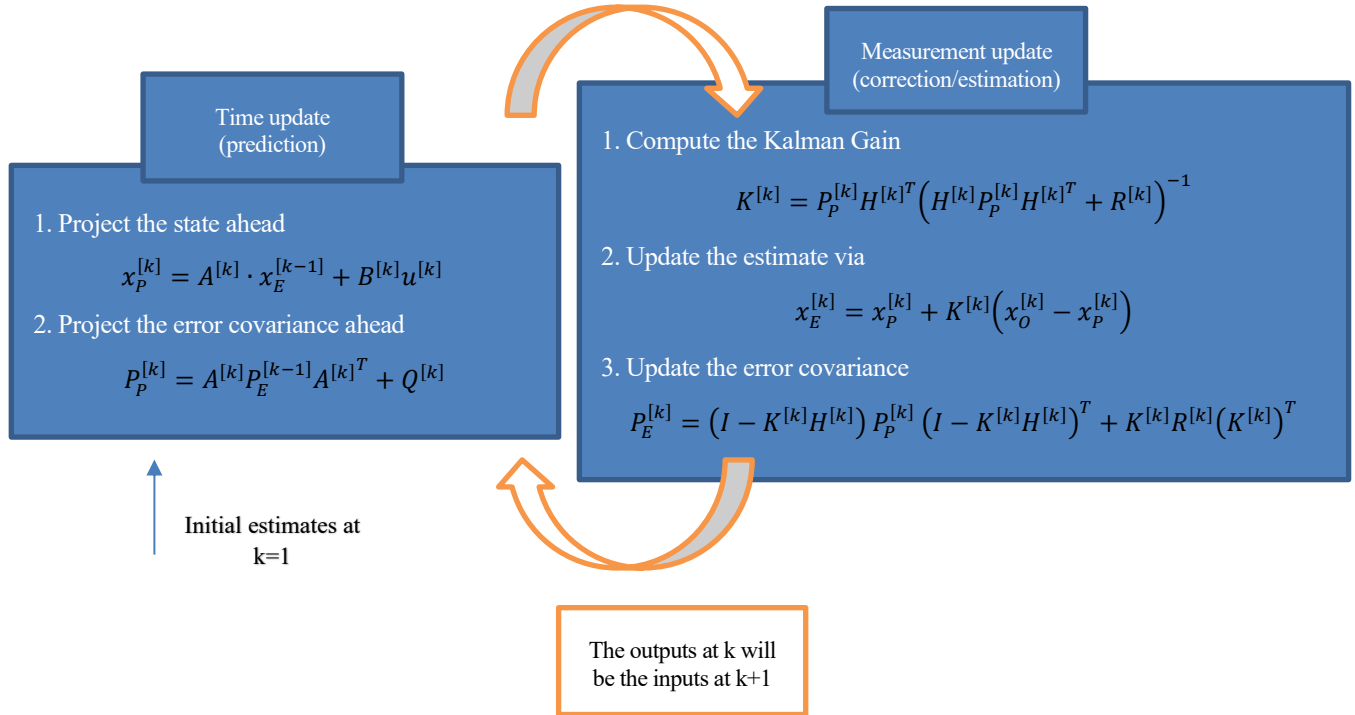 Time update
(prediction)
1. Project the state ahead
x_P^{[k]} = A^{[k]} · x_E^{[k−1]} + B^{[k]}u^{[k]}
2. Project the error covariance ahead
P_P^{[k]} = A^{[k]}P_E^{[k−1]}A^{[k]^T} + Q^{[k]}
Initial estimates at
k=1
Measurement update
(correction/estimation)
1. Compute the Kalman Gain
K^{[k]} = P_P^{[k]}H^{[k]^T}(H^{[k]}P_P^{[k]}H^{[k]^T} + R^{[k]})^{−1}
2. Update the estimate via
x_E^{[k]} = x_P^{[k]} + K^{[k]}(x_O^{[k]} − x_P^{[k]})
3. Update the error covariance
P_E^{[k]} = (I − K^{[k]}H^{[k]}) P_P^{[k]} (I − K^{[k]}H^{[k]})^T + K^{[k]}R^{[k]}(K^{[k]})^T
The outputs at k will
be the inputs at k+1